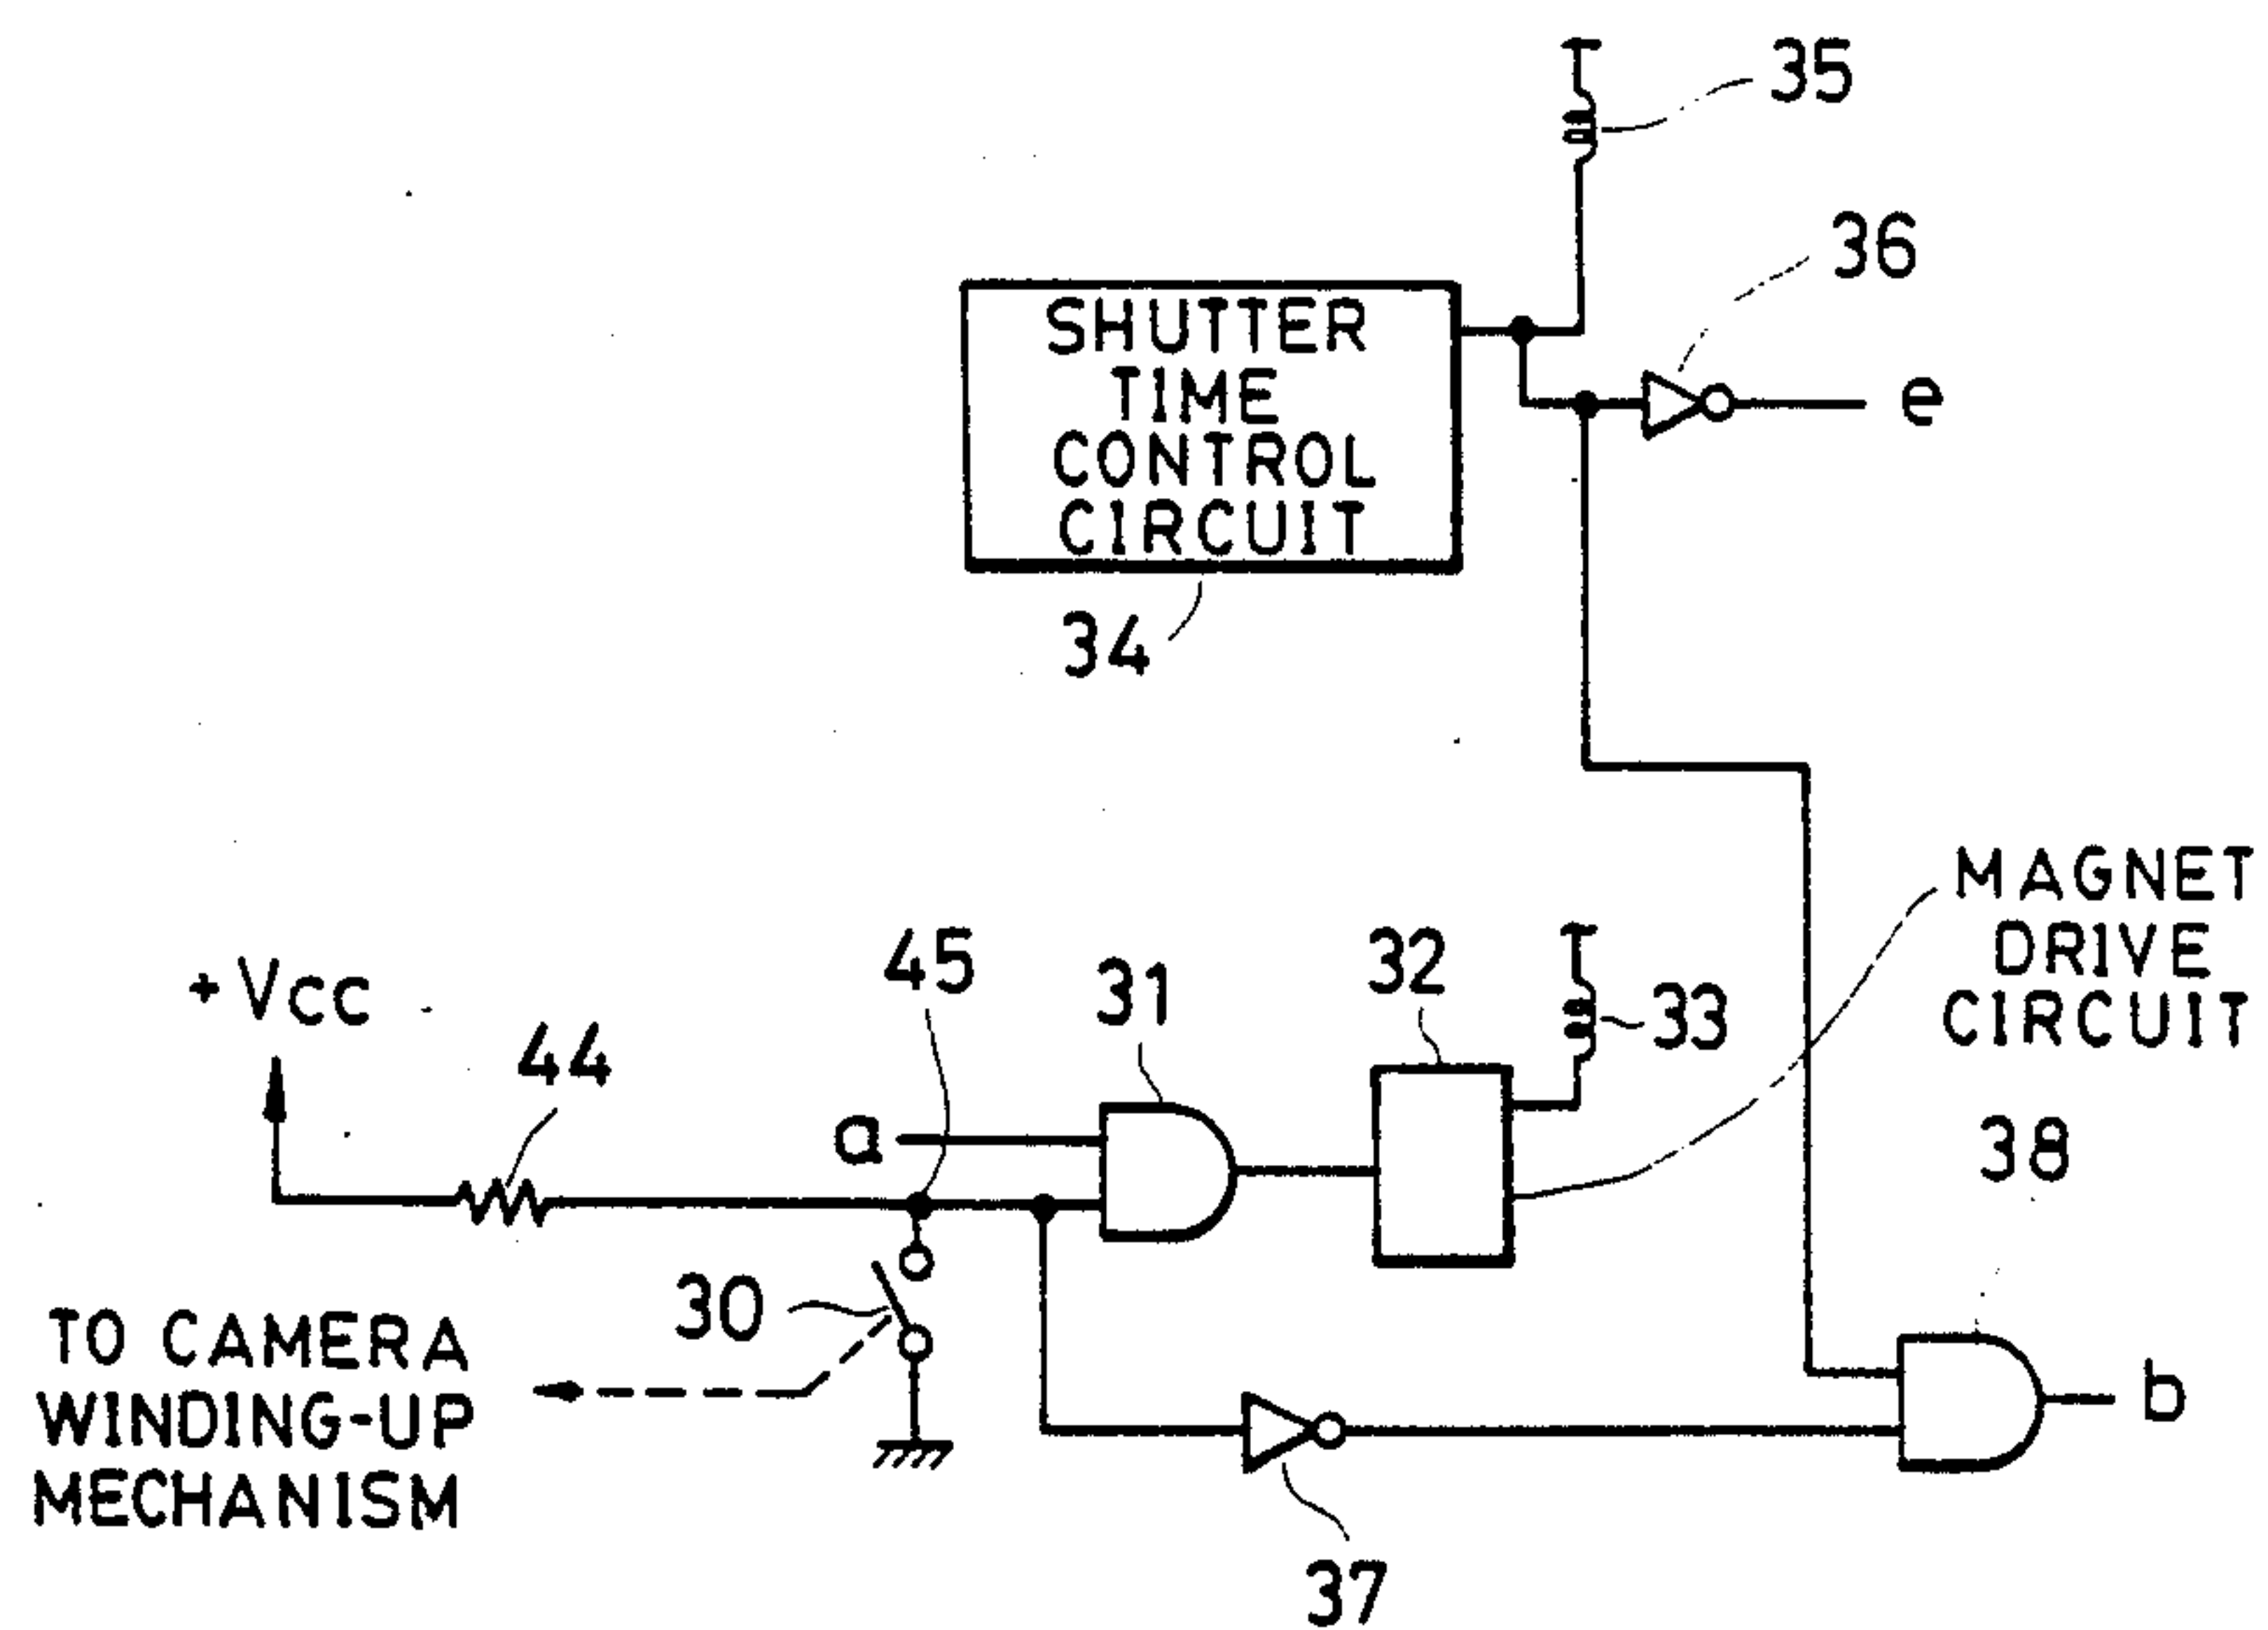 35
36
e
SHUTTER
TIME
CONTROL
CIRCUIT
34
MAGNET
DRIVE
CIRCUIT
+Vcc
44
45
31
32
33
a
38
30
TO CAMERA
WINDING-UP
MECHANISM
b
37